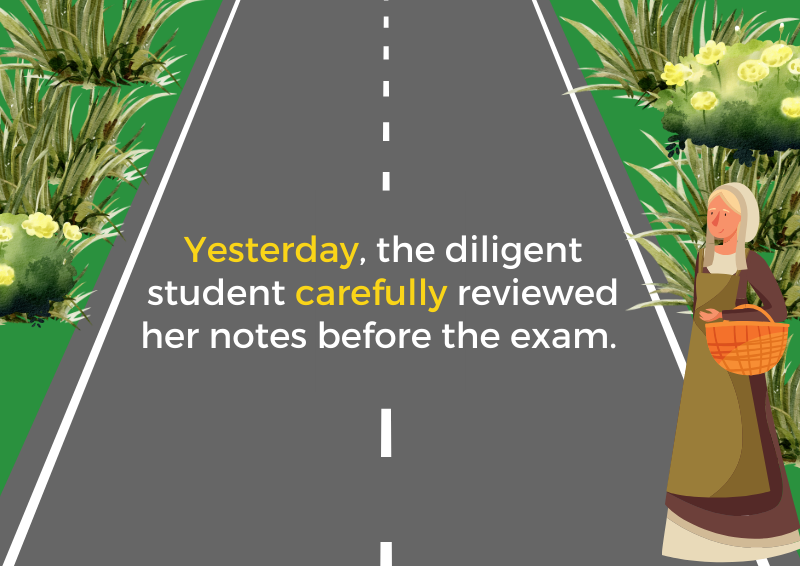 Yesterday, the diligent
student carefully reviewed
her notes before the exam.